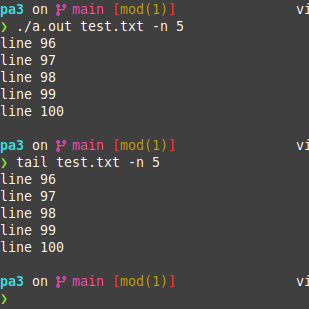 pa3 on main [mod(1)] vi
❯ ./a.out test.txt -n 5
line 96
line 97
line 98
line 99
line 100
pa3 on main [mod(1)] vi
❯ tail test.txt -n 5
line 96
line 97
line 98
line 99
line 100
pa3 on main [mod(1)] vi
❯